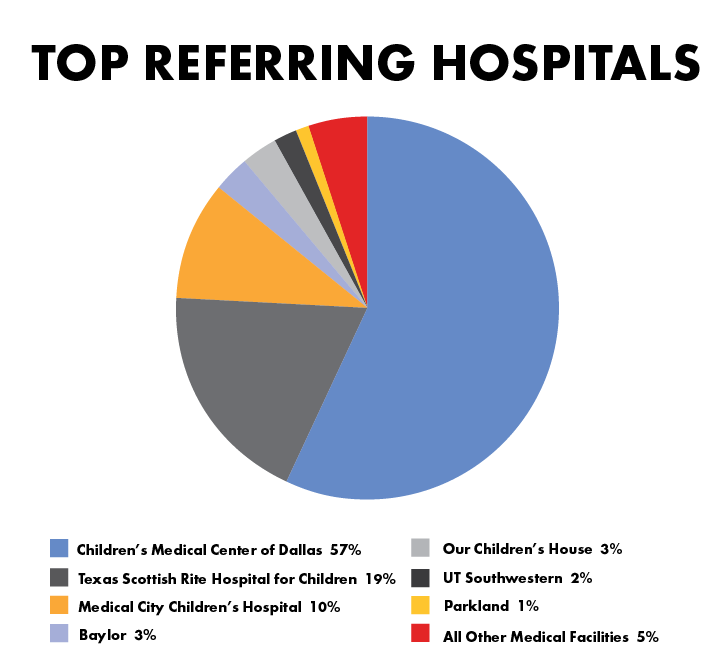 TOP REFERRING HOSPITALS
Children's Medical Center of Dallas 57%
Texas Scottish Rite Hospital for Children 19%
Medical City Children's Hospital 10%
Baylor 3%
Our Children's House 3%
UT Southwestern 2%
Parkland 1%
All Other Medical Facilities 5%